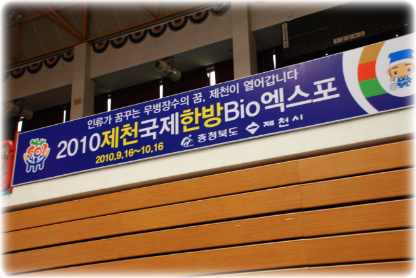 인류가 꿈꾸는 무병장수의 꿈, 제천이 열어갑니다
2010제천국제한방Bio엑스포
2010.9.16~10.16 충청북도 제천시